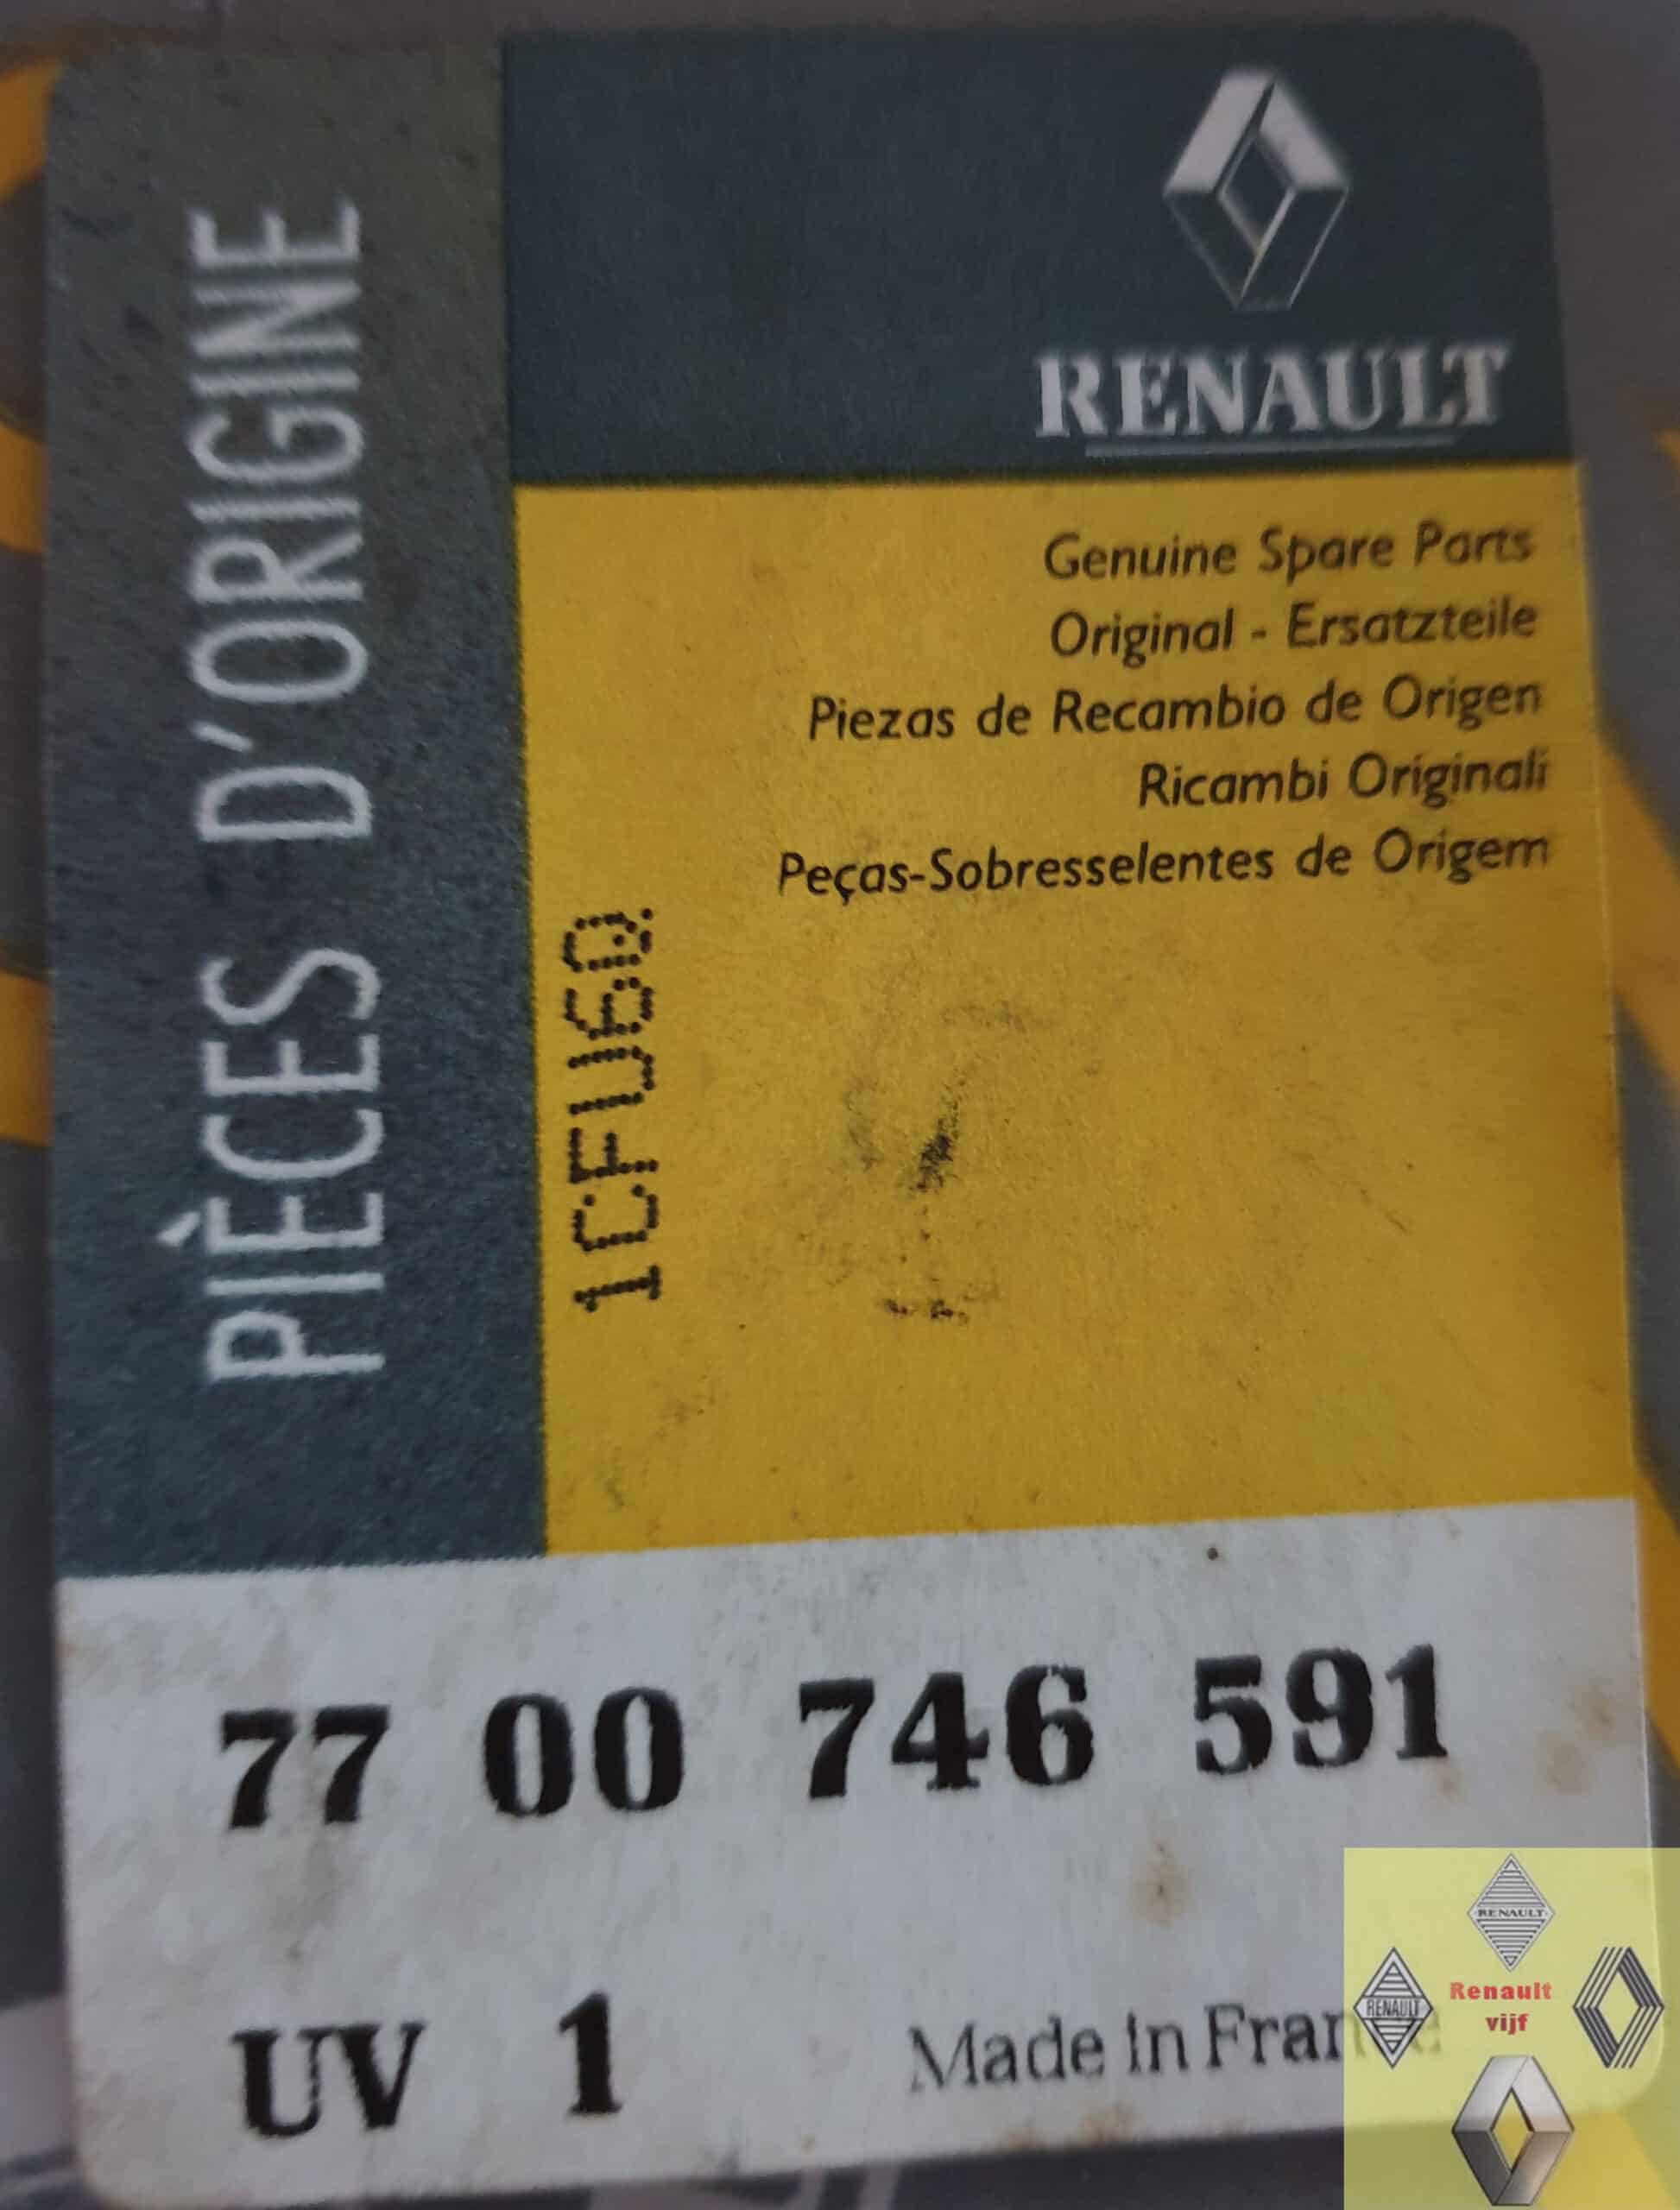 PIÈCES D'ORIGINE
RENAULT
Genuine Spare Parts
Original - Ersatzteile
Piezas de Recambio de Origen
Ricambi Originali
Peças-Sobresselentes de Origem
1CFU60.
77 00 746 591
UV 1
Made in France
RENAULT
RENAULT
Renault
vijf